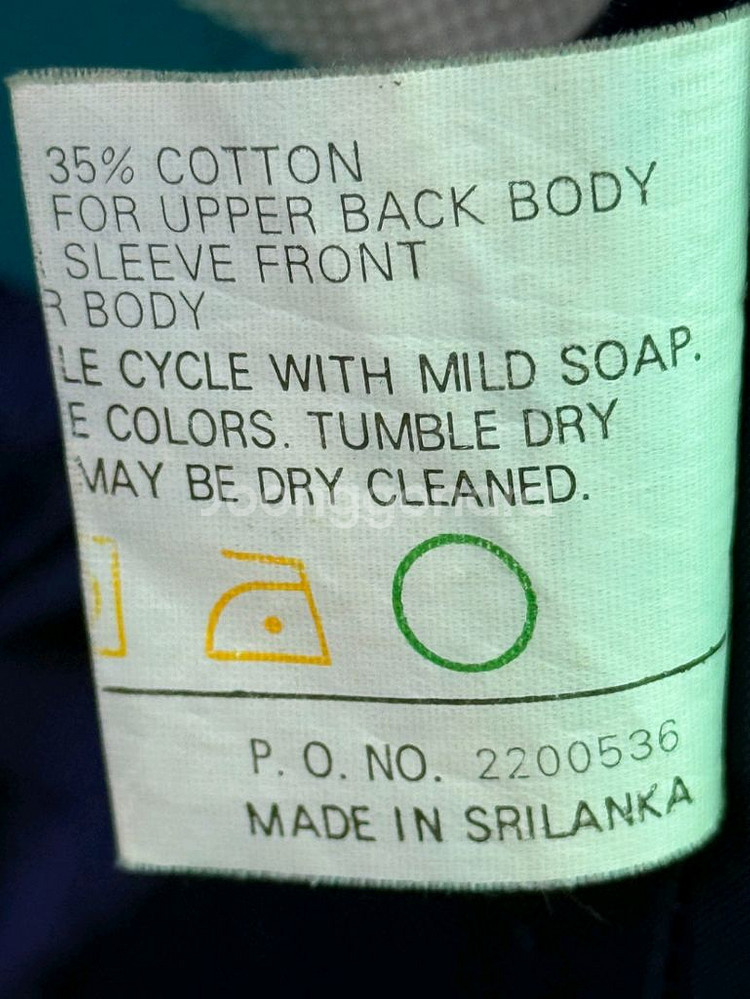 35% COTTON
FOR UPPER BACK BODY
SLEEVE FRONT
BODY
CYCLE WITH MILD SOAP.
COLORS. TUMBLE DRY
MAY BE DRY CLEANED.
P. O. NO. 2200536
MADE IN SRILANKA